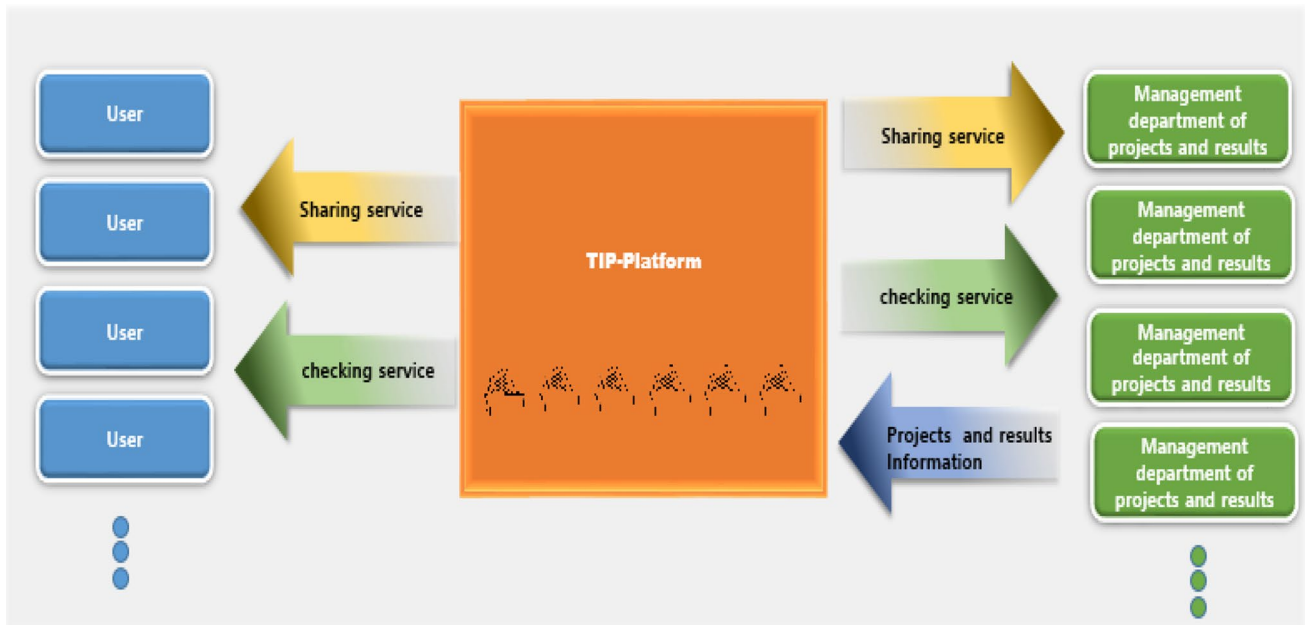 User
User
User
User
Sharing service
checking service
TIP-Platform
Sharing service
checking service
Projects and results
Information
Management
department of
projects and results
Management
department of
projects and results
Management
department of
projects and results
Management
department of
projects and results